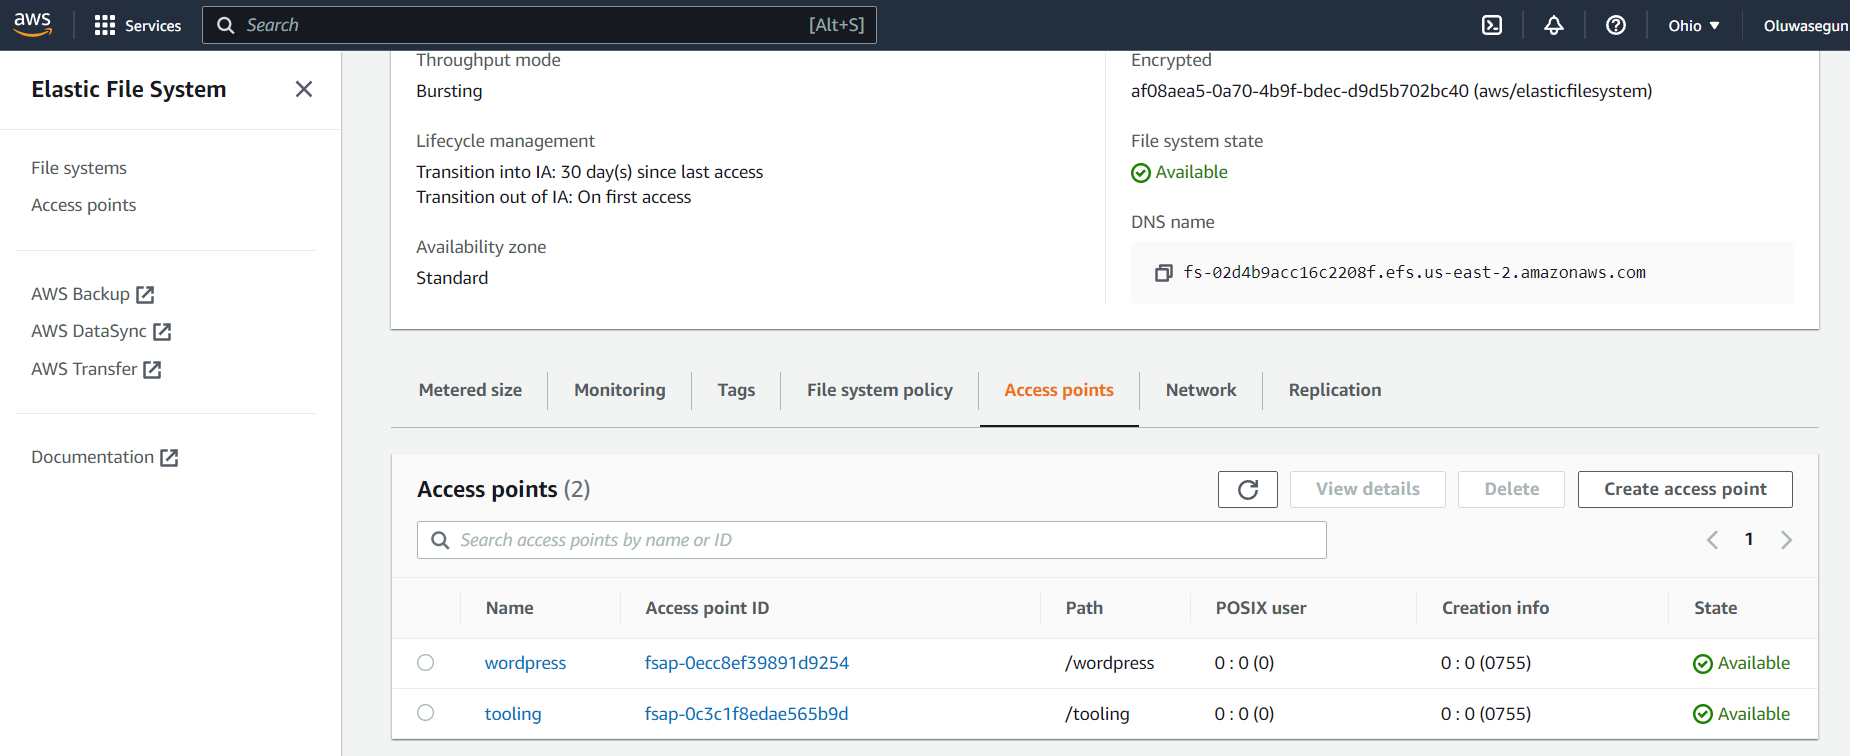 aws
Services
Search
[Alt+S]
Ohio
Oluwasegun
Elastic File System
File systems
Access points
AWS Backup
AWS DataSync
AWS Transfer
Documentation
Throughput mode
Bursting
Lifecycle management
Transition into IA: 30 day(s) since last access
Transition out of IA: On first access
Availability zone
Standard
Encrypted
af08aea5-0a70-4b9f-bdec-d9d5b702bc40 (aws/elasticfilesystem)
File system state
Available
DNS name
fs-02d4b9acc16c2208f.efs.us-east-2.amazonaws.com
Metered size
Monitoring
Tags
File system policy
Access points
Network
Replication
Access points (2)
View details
Delete
Create access point
Search access points by name or ID
1
Name Access point ID Path POSIX user Creation info State
wordpress fsap-0ecc8ef39891d9254 /wordpress 0 : 0 (0) 0 : 0 (0755) Available
tooling fsap-0c3c1f8edae565b9d /tooling 0 : 0 (0) 0 : 0 (0755) Available